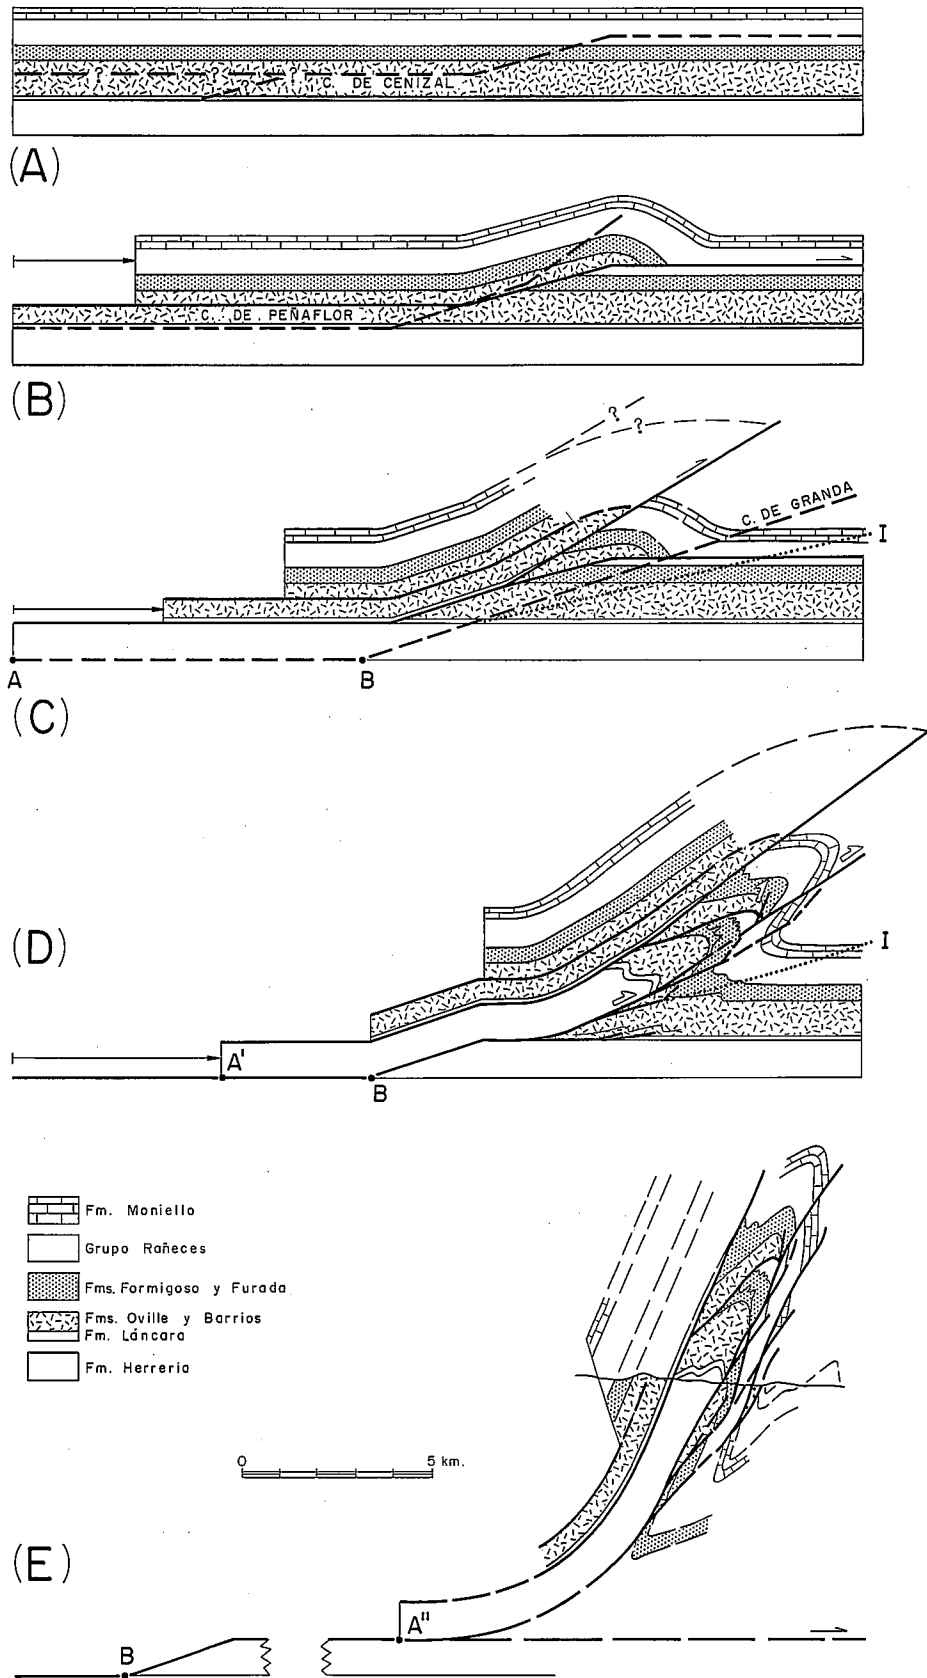 ? ? ? ?
C. DE CENIZAL
(A)
C. DE PEÑAFLOR
(B)
?
?
C. DE GRANDA
I
A
B
(C)
I
(D)
A'
B
Fm. Moniello
Grupo Rañeces
Fms. Formigoso y Furada
Fms. Oville y Barrios
Fm. Láncara
Fm. Herreria
0 5 km.
(E)
A"
B